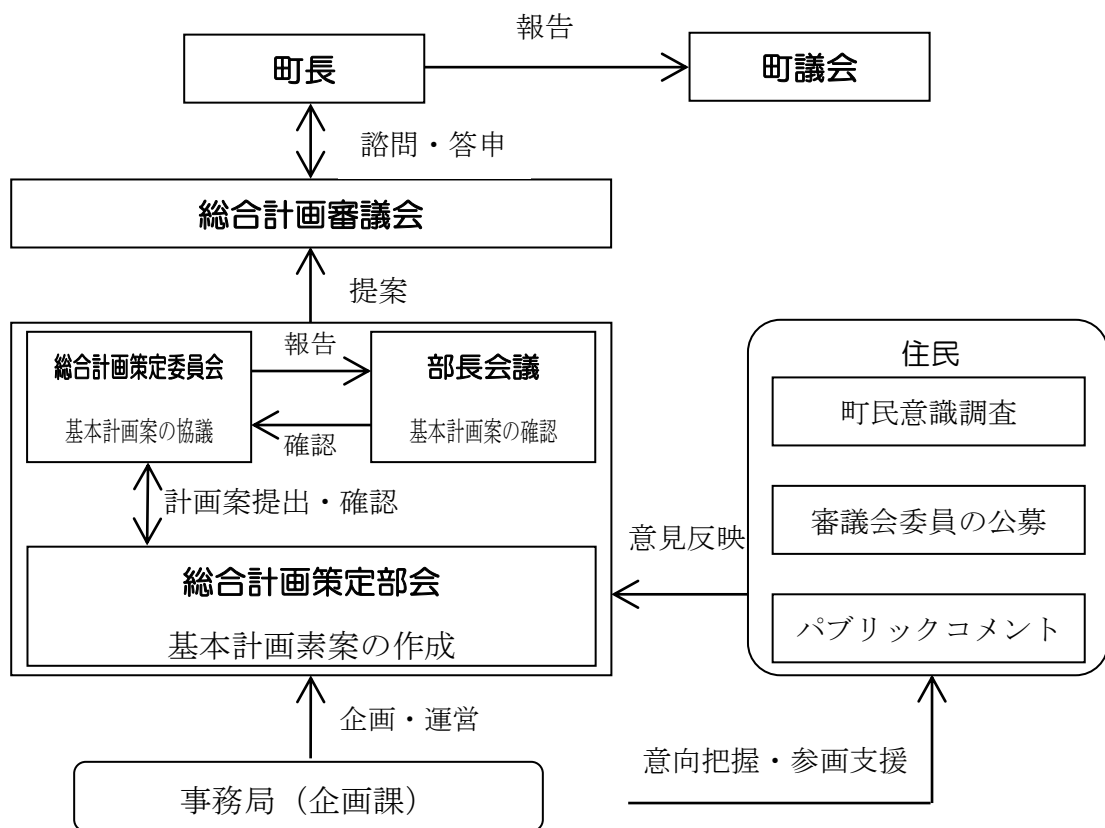 報告
町長
町議会
諮問・答申
総合計画審議会
提案
総合計画策定委員会
基本計画案の協議
報告
確認
部長会議
基本計画案の確認
計画案提出・確認
総合計画策定部会
基本計画素案の作成
意見反映
住民
町民意識調査
審議会委員の公募
パブリックコメント
企画・運営
事務局（企画課）
意向把握・参画支援